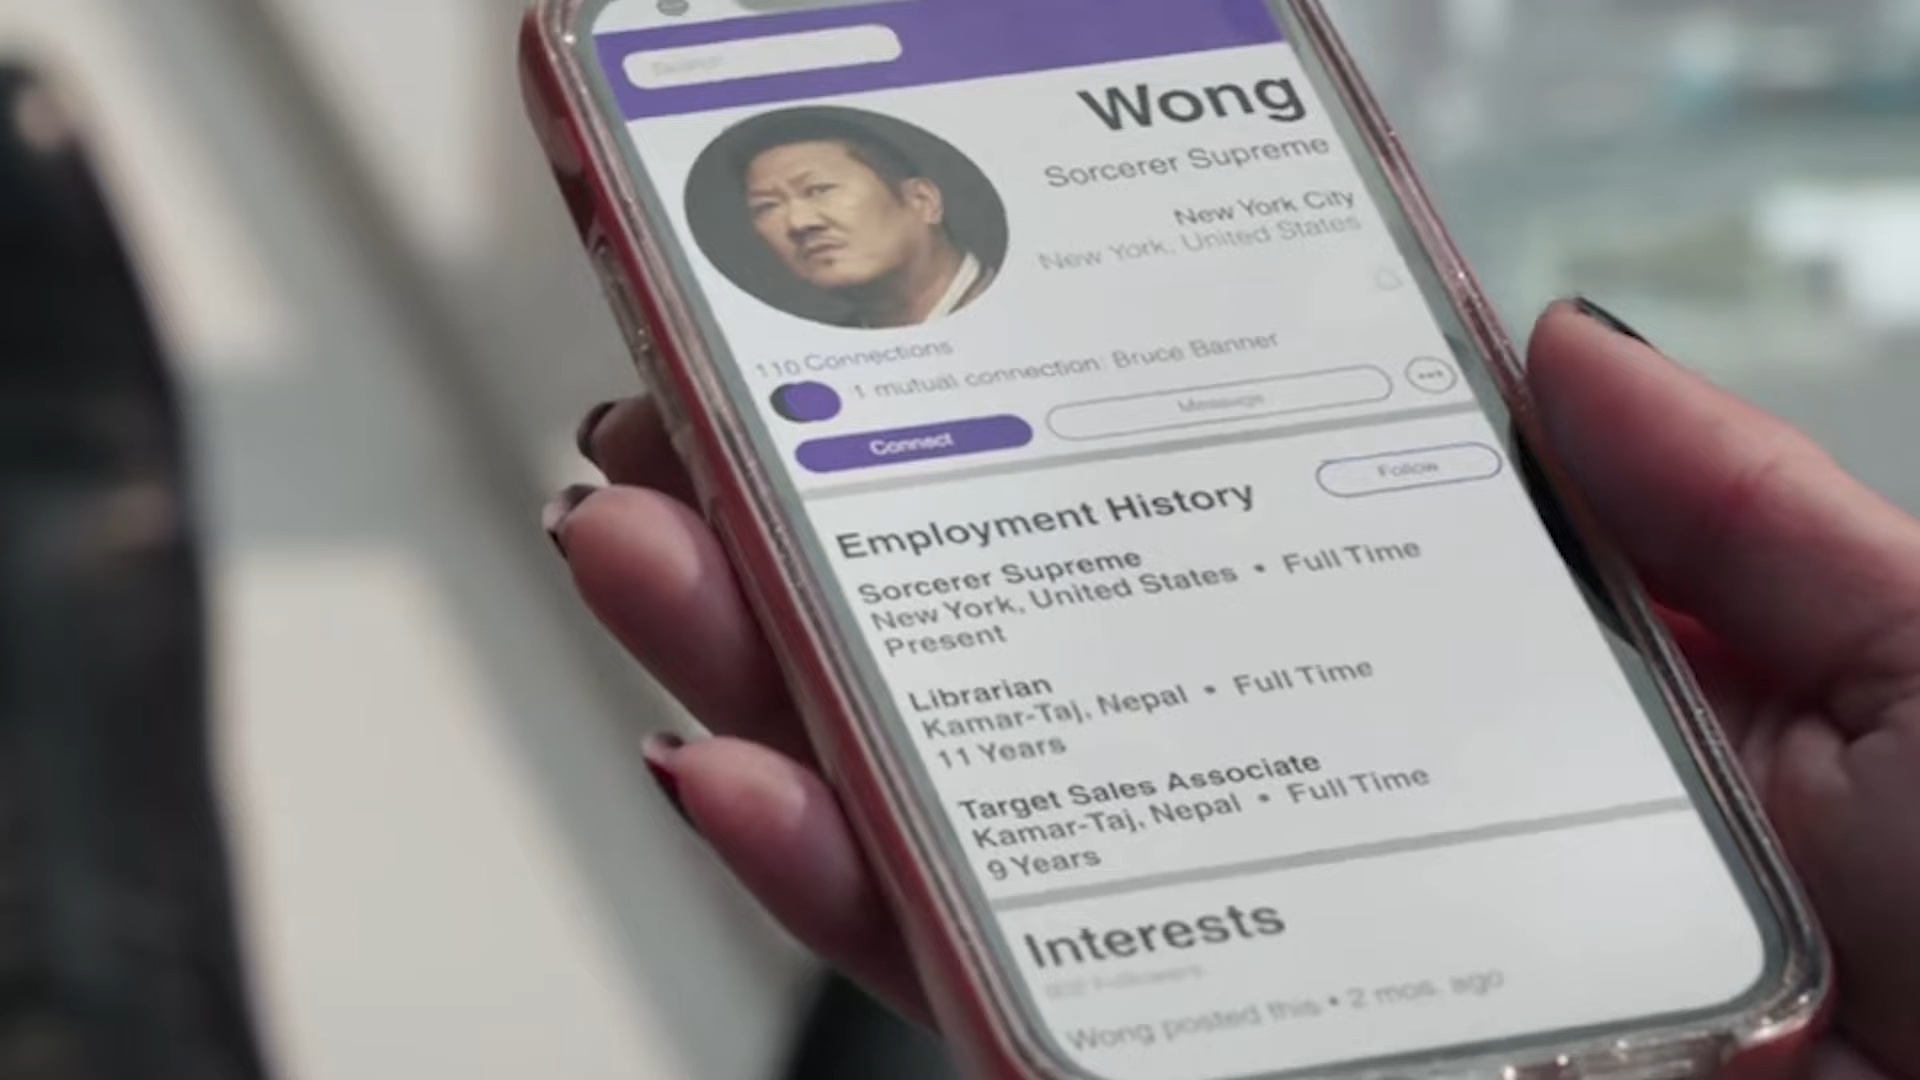 Search
Wong
Sorcerer Supreme
New York City
New York, United States
110 Connections
1 mutual connection: Bruce Banner
Connect
Message
Follow
Employment History
Sorcerer Supreme
New York, United States • Full Time
Present
Librarian
Kamar-Taj, Nepal • Full Time
11 Years
Target Sales Associate
Kamar-Taj, Nepal • Full Time
9 Years
Interests
Followers
Wong posted this • 2 mos. ago